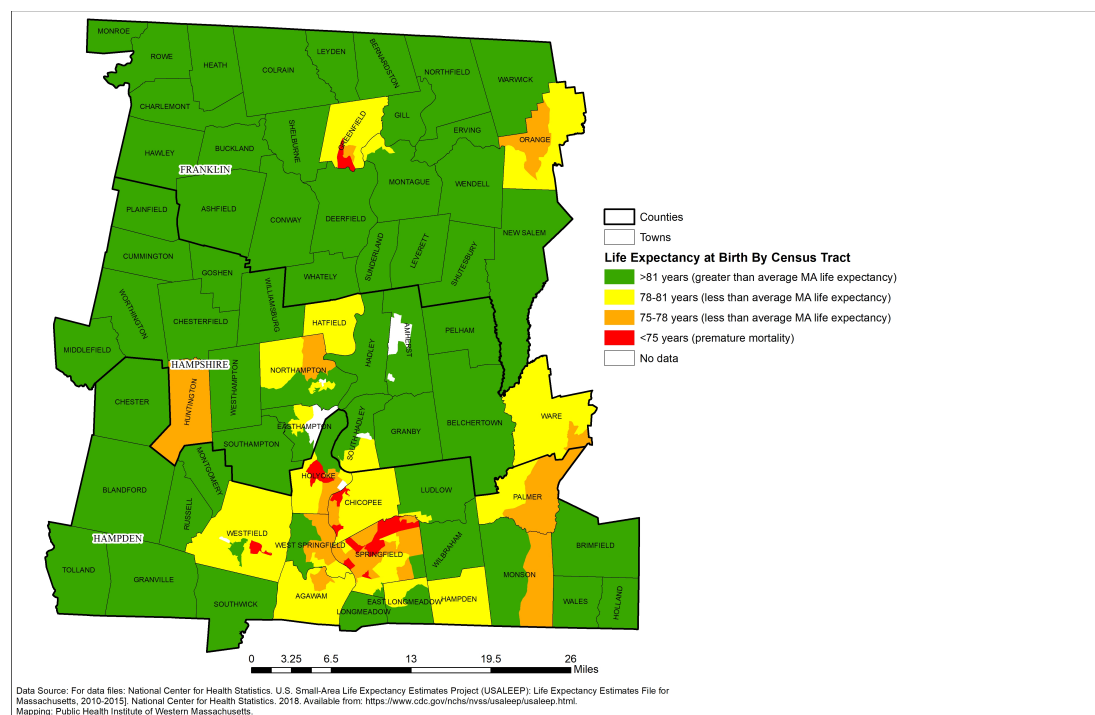 MONROE
ROWE
HEATH
COLRAIN
LEYDEN
BERNARDSTON
NORTHFIELD
WARWICK
CHARLEMONT
GREENFIELD
GILL
ERVING
ORANGE
HAWLEY
BUCKLAND
SHELBURNE
FRANKLIN
MONTAGUE
WENDELL
PLAINFIELD
ASHFIELD
CONWAY
DEERFIELD
SUNDERLAND
LEVERETT
SHUTESBURY
NEW SALEM
CUMMINGTON
GOSHEN
WHATELY
WORTHINGTON
CHESTERFIELD
WILLIAMSBURG
HATFIELD
HADLEY
AMHERST
PELHAM
MIDDLEFIELD
HAMPSHIRE
NORTHAMPTON
CHESTER
HUNTINGTON
WESTHAMPTON
EASTHAMPTON
SOUTH HADLEY
GRANBY
BELCHERTOWN
WARE
SOUTHAMPTON
BLANDFORD
MONTGOMERY
HOLYOKE
CHICOPEE
LUDLOW
PALMER
RUSSELL
HAMPDEN
WESTFIELD
WEST SPRINGFIELD
SPRINGFIELD
WILBRAHAM
BRIMFIELD
TOLLAND
GRANVILLE
SOUTHWICK
AGAWAM
LONGMEADOW
EAST LONGMEADOW
HAMPDEN
MONSON
WALES
HOLLAND
Counties
Towns
Life Expectancy at Birth By Census Tract
>81 years (greater than average MA life expectancy)
78-81 years (less than average MA life expectancy)
75-78 years (less than average MA life expectancy)
<75 years (premature mortality)
No data
0 3.25 6.5 13 19.5 26
Miles
Data Source: For data files: National Center for Health Statistics. U.S. Small-Area Life Expectancy Estimates Project (USALEEP): Life Expectancy Estimates File for
Massachusetts, 2010-2015]. National Center for Health Statistics. 2018. Available from: https://www.cdc.gov/nchs/nvss/usaleep/usaleep.html.
Mapping: Public Health Institute of Western Massachusetts.